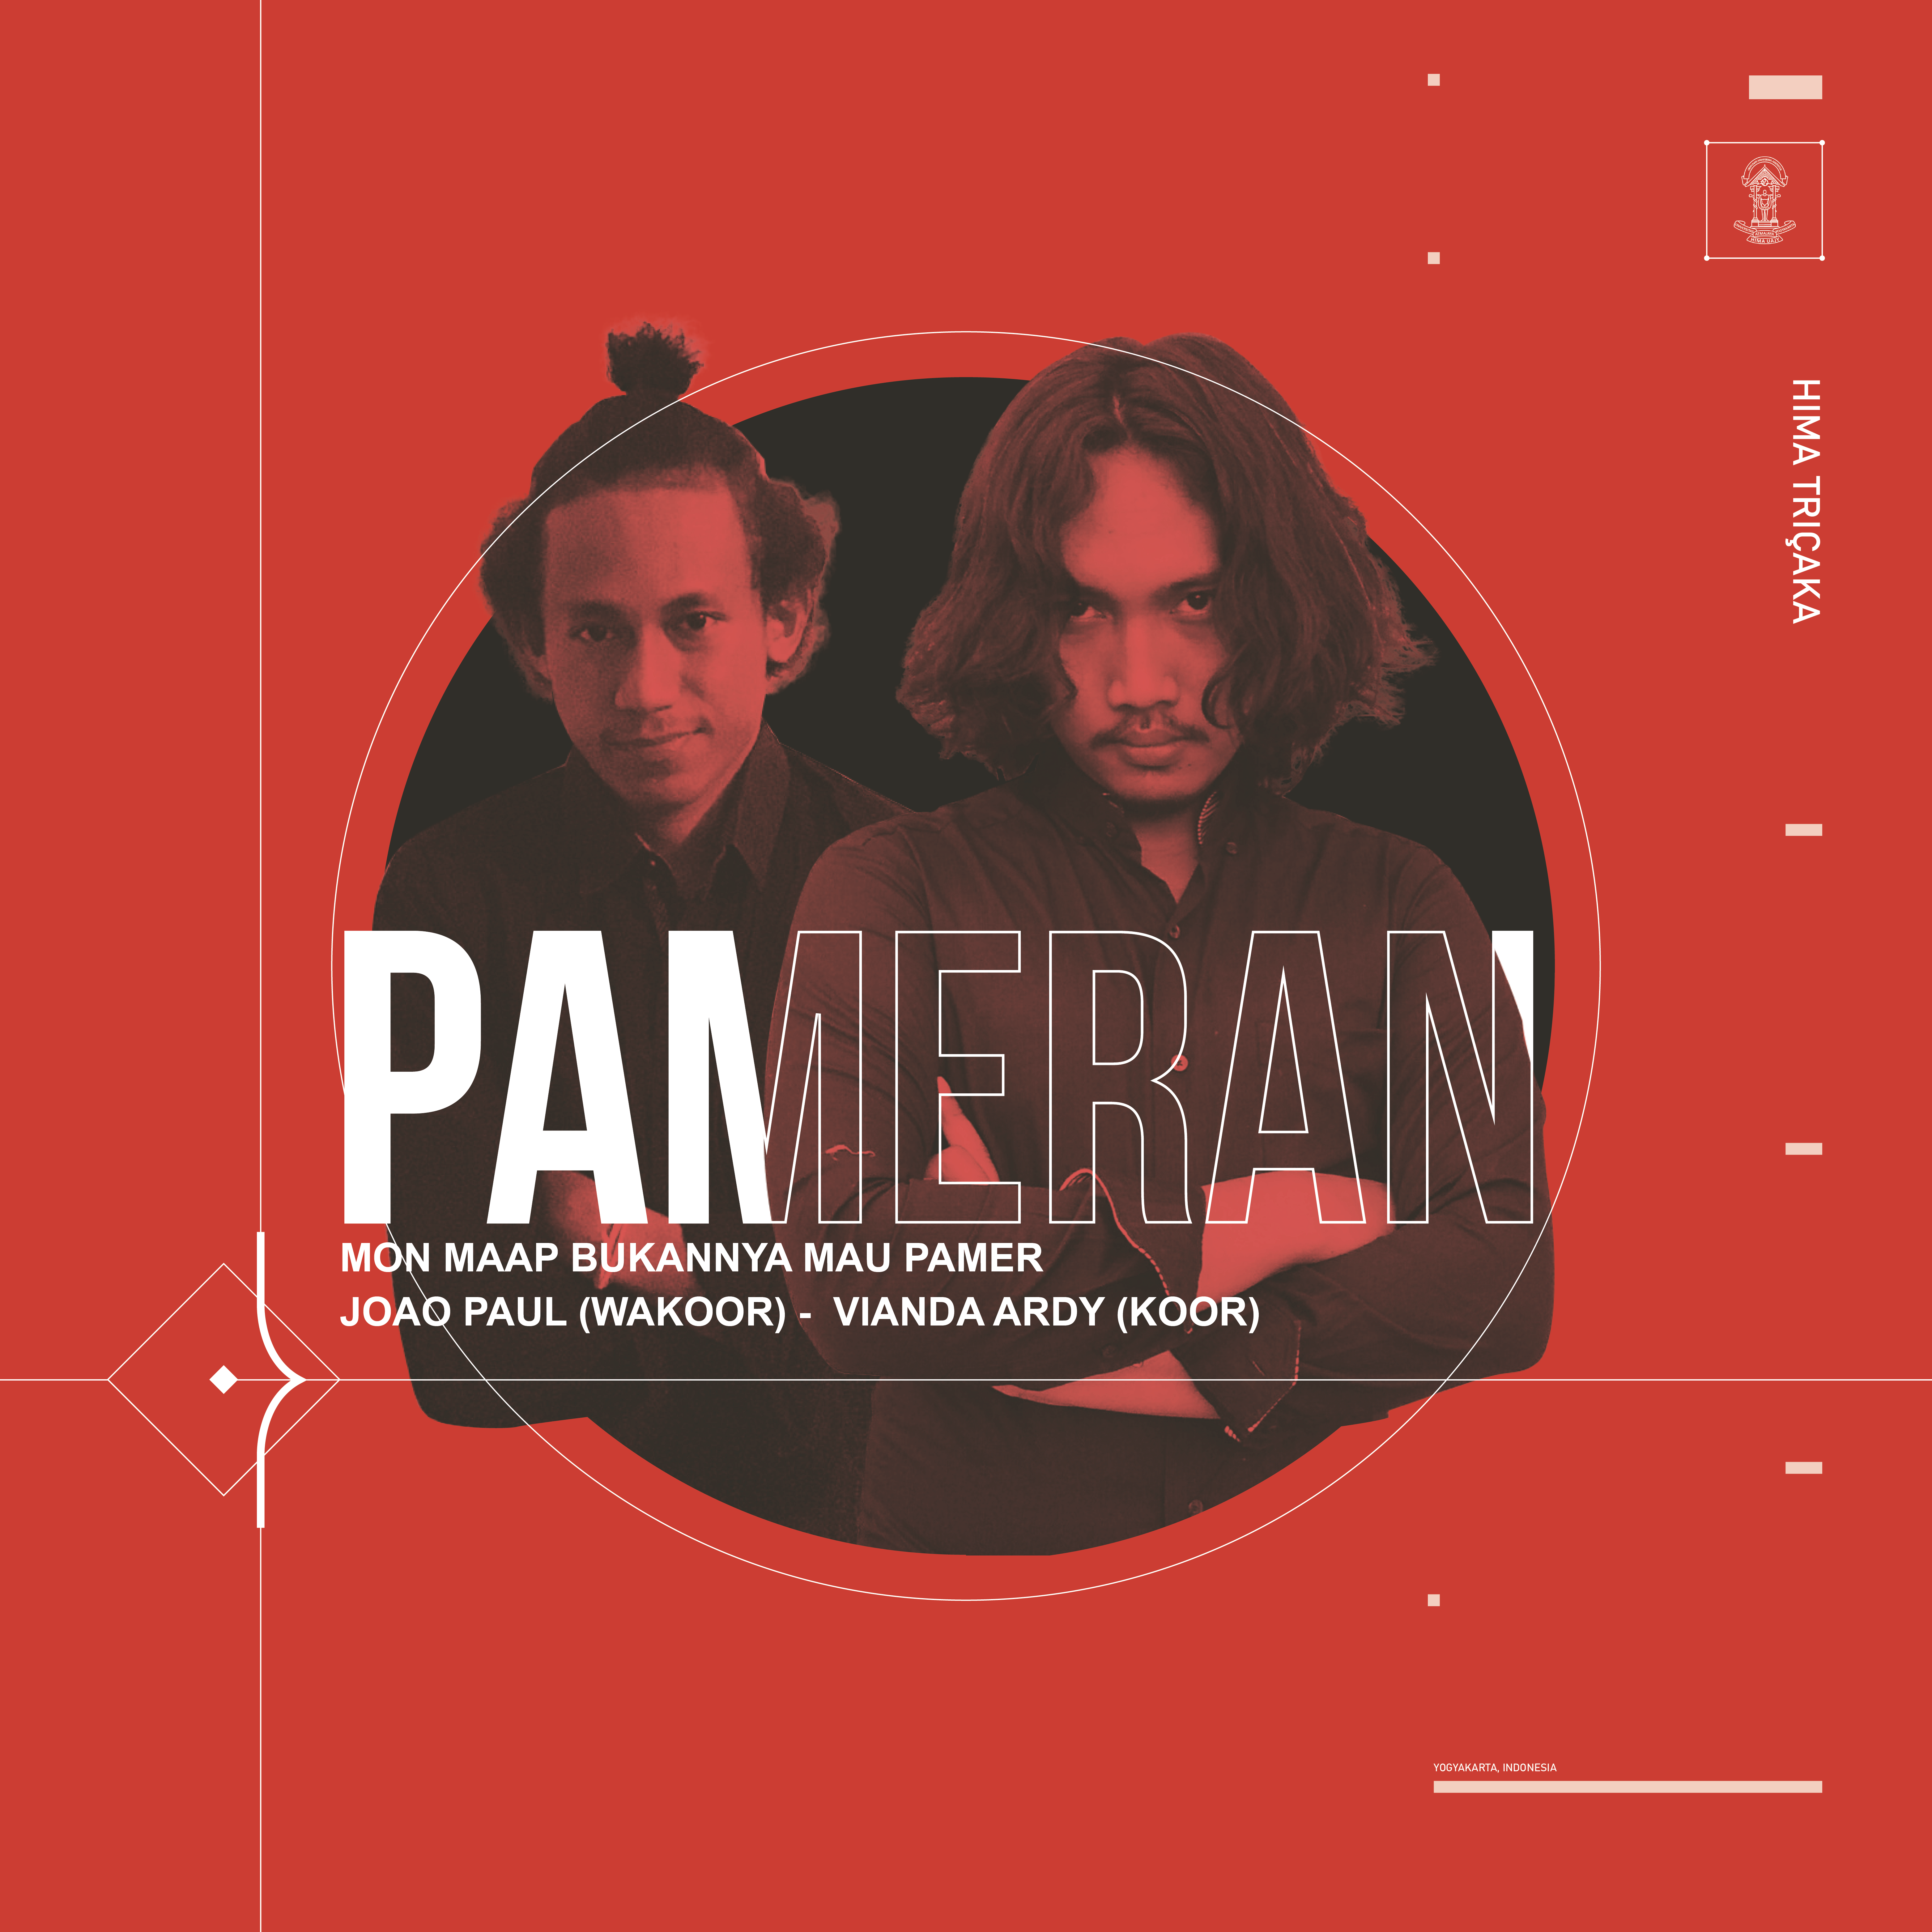 HIMA TRIÇAKA
PAMERAN
MON MAAP BUKANNYA MAU PAMER
JOAO PAUL (WAKOOR) - VIANDA ARDY (KOOR)
YOGYAKARTA, INDONESIA